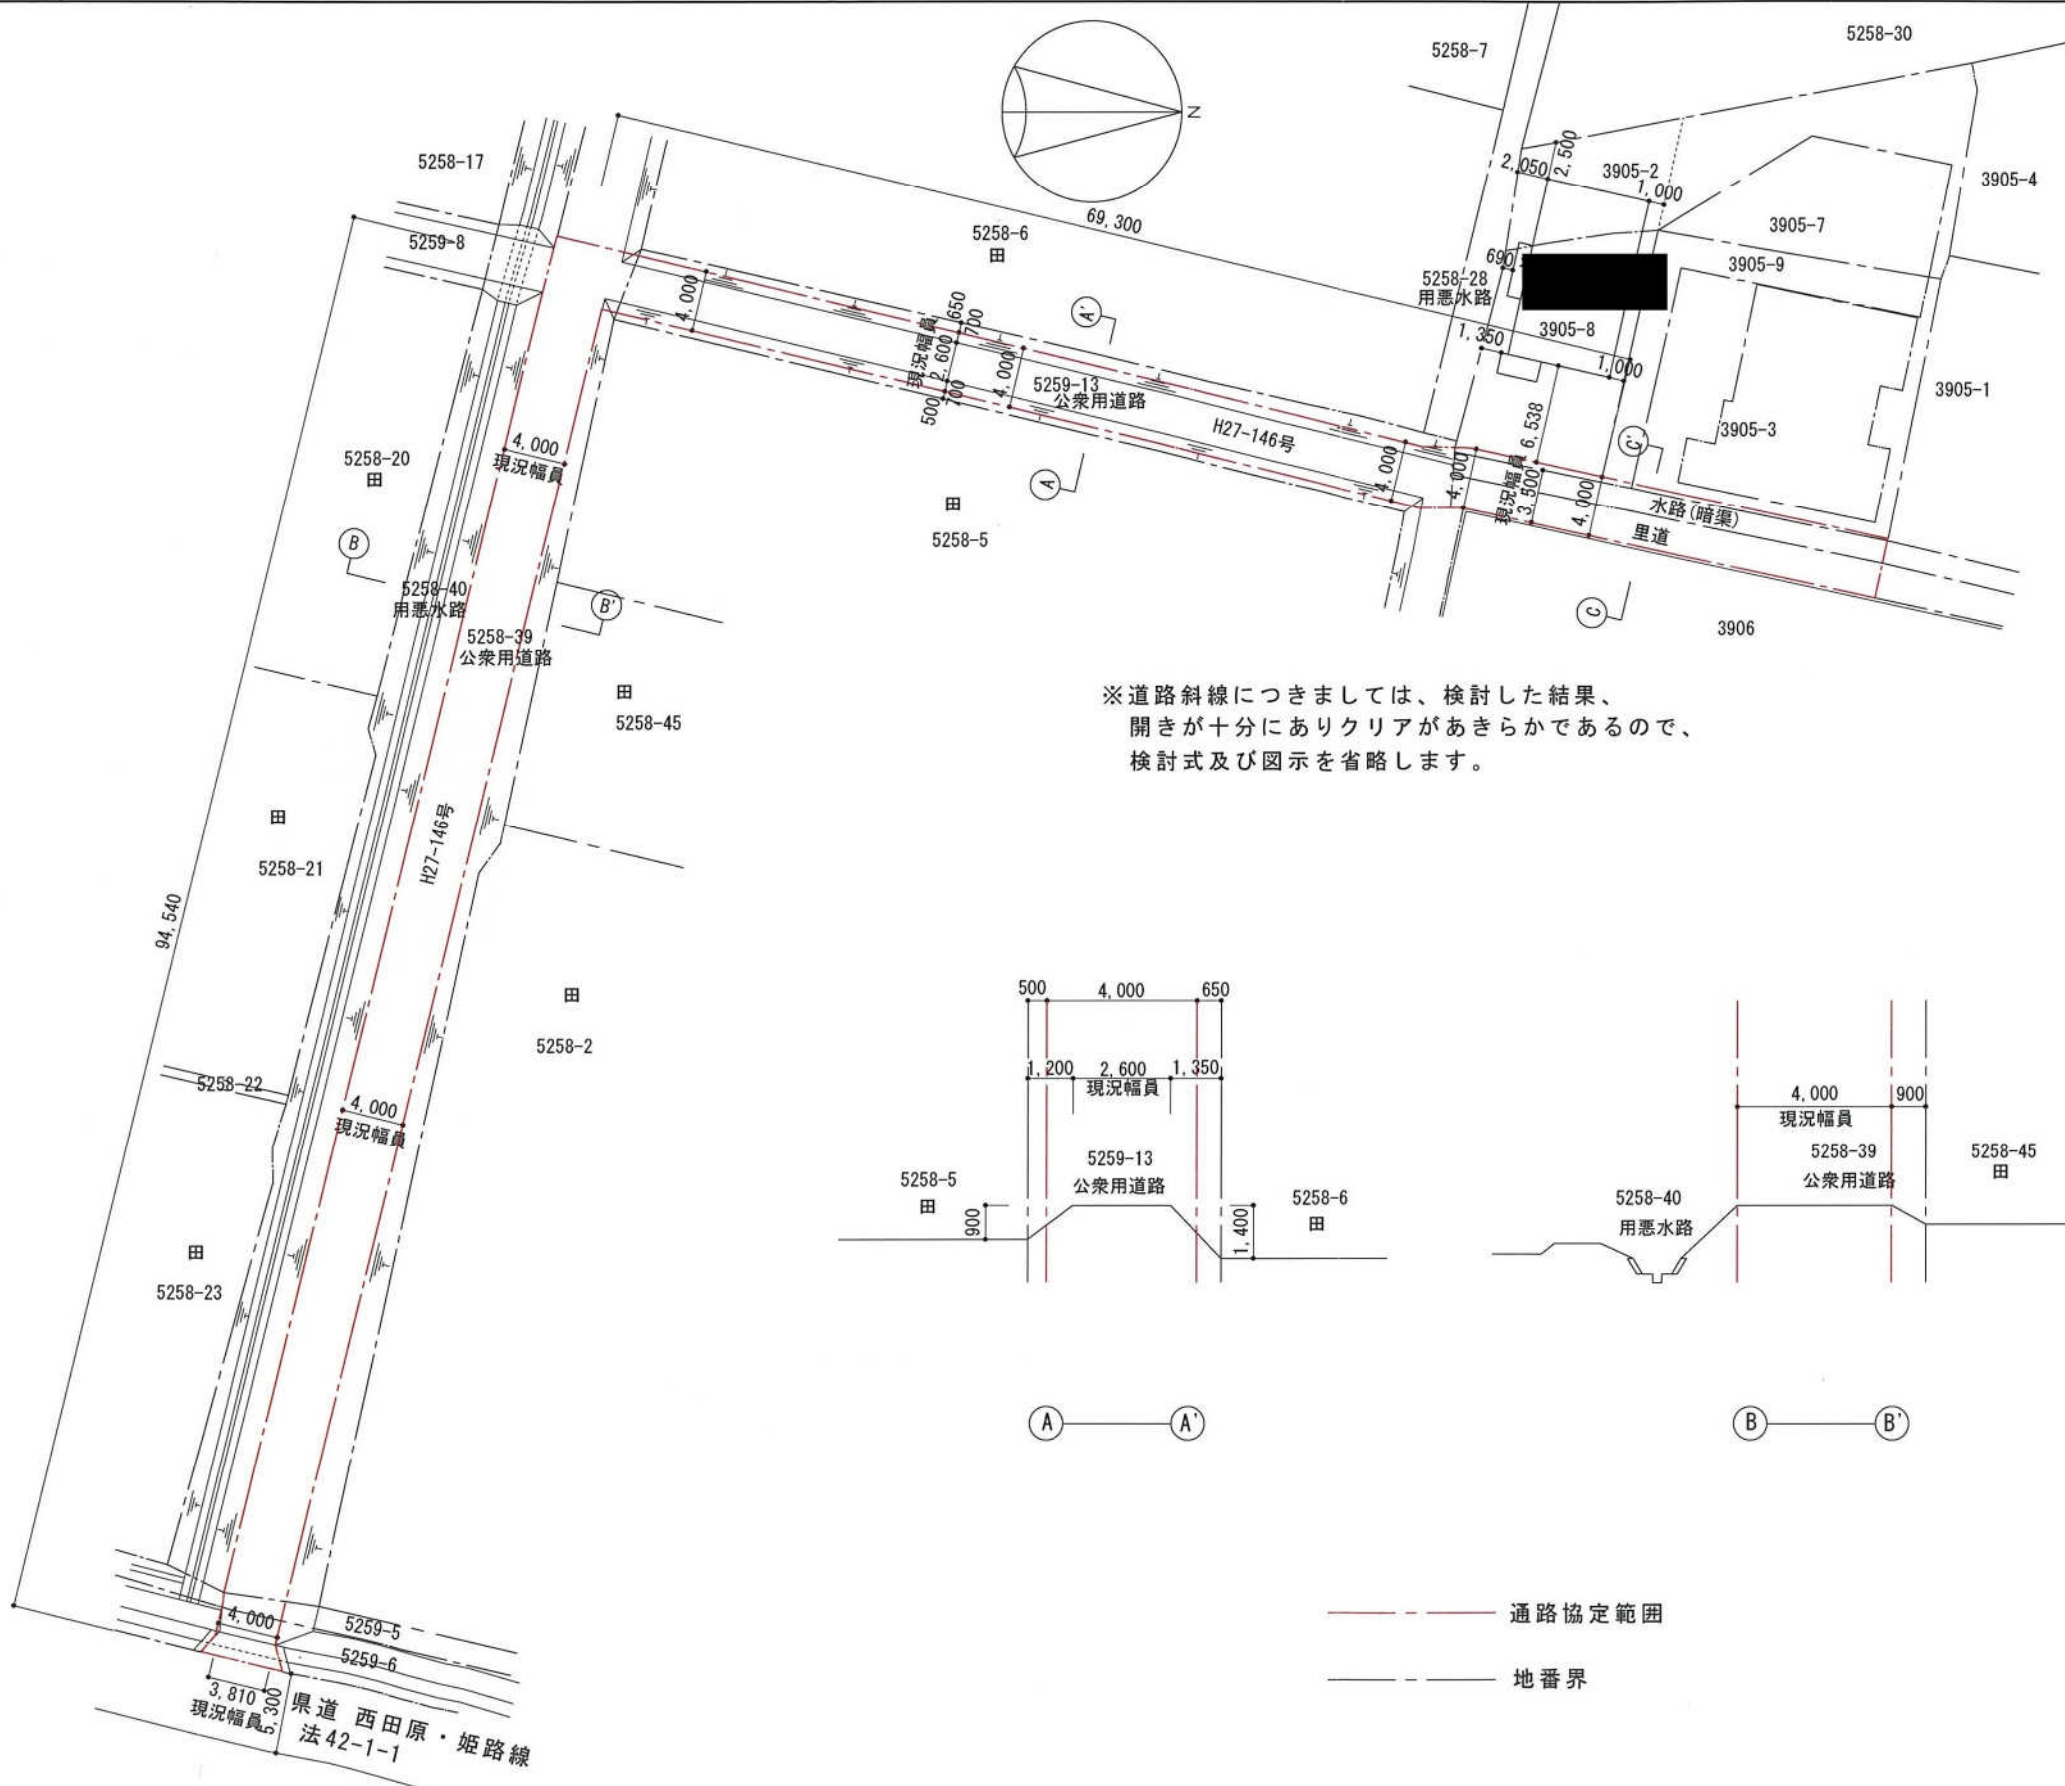 5258-7
5258-30
N
5258-17
5259-8
69,300
5258-6
田
2,050
2,500
3905-2
1,000
3905-4
3905-7
3905-9
690
5258-28
用悪水路
3905-8
1,350
1,000
3905-1
3905-3
4,000
650
700
現況幅員
2,600
4,000
500
700
A'
5259-13
公衆用道路
H27-146号
A
4,000
4,000
現況幅員
6,538
3,500
4,000
C'
水路(暗渠)
里道
C
3906
田
5258-5
4,000
現況幅員
5258-20
田
B
5258-40
用悪水路
B'
5258-39
公衆用道路
田
5258-45
※道路斜線につきましては、検討した結果、
開きが十分にありクリアがあきらかであるので、
検討式及び図示を省略します。
田
5258-21
H27-146号
94,540
田
5258-2
5258-22
4,000
現況幅員
田
5258-23
4,000
5259-5
5259-6
3,810
現況幅員
5,300
県道 西田原・姫路線
法42-1-1
500
4,000
650
1,200
2,600
1,350
現況幅員
5259-13
公衆用道路
5258-5
田
900
1,400
5258-6
田
A
A'
4,000
900
現況幅員
5258-39
公衆用道路
5258-45
田
5258-40
用悪水路
B
B'
通路協定範囲
地番界